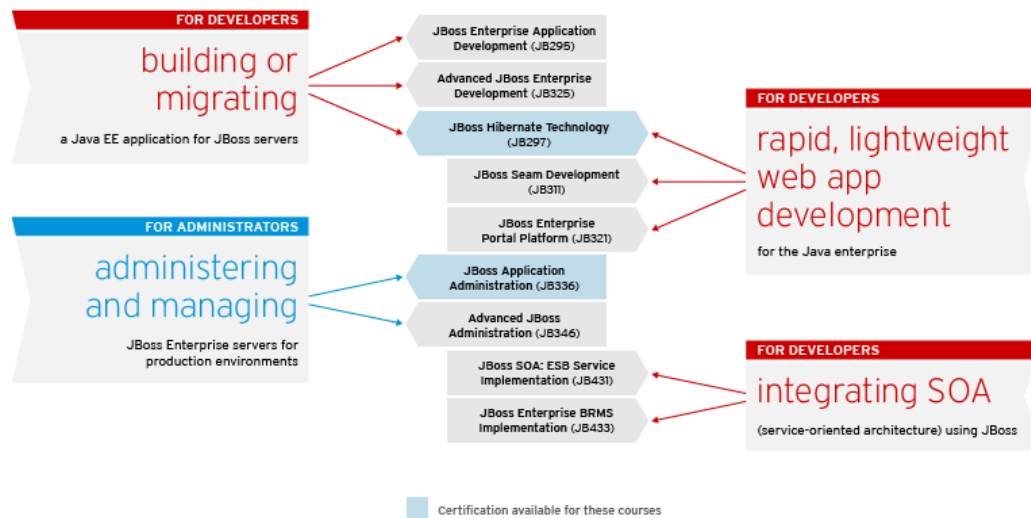 FOR DEVELOPERS
building or
migrating
a Java EE application for JBoss servers
JBoss Enterprise Application
Development (JB295)
Advanced JBoss Enterprise
Development (JB325)
JBoss Hibernate Technology
(JB297)
JBoss Seam Development
(JB311)
JBoss Enterprise
Portal Platform (JB321)
FOR DEVELOPERS
rapid, lightweight
web app
development
for the Java enterprise
FOR ADMINISTRATORS
administering
and managing
JBoss Enterprise servers for
production environments
JBoss Application
Administration (JB336)
Advanced JBoss
Administration (JB346)
JBoss SOA: ESB Service
Implementation (JB431)
JBoss Enterprise BRMS
Implementation (JB433)
FOR DEVELOPERS
integrating SOA
(service-oriented architecture) using JBoss
Certification available for these courses